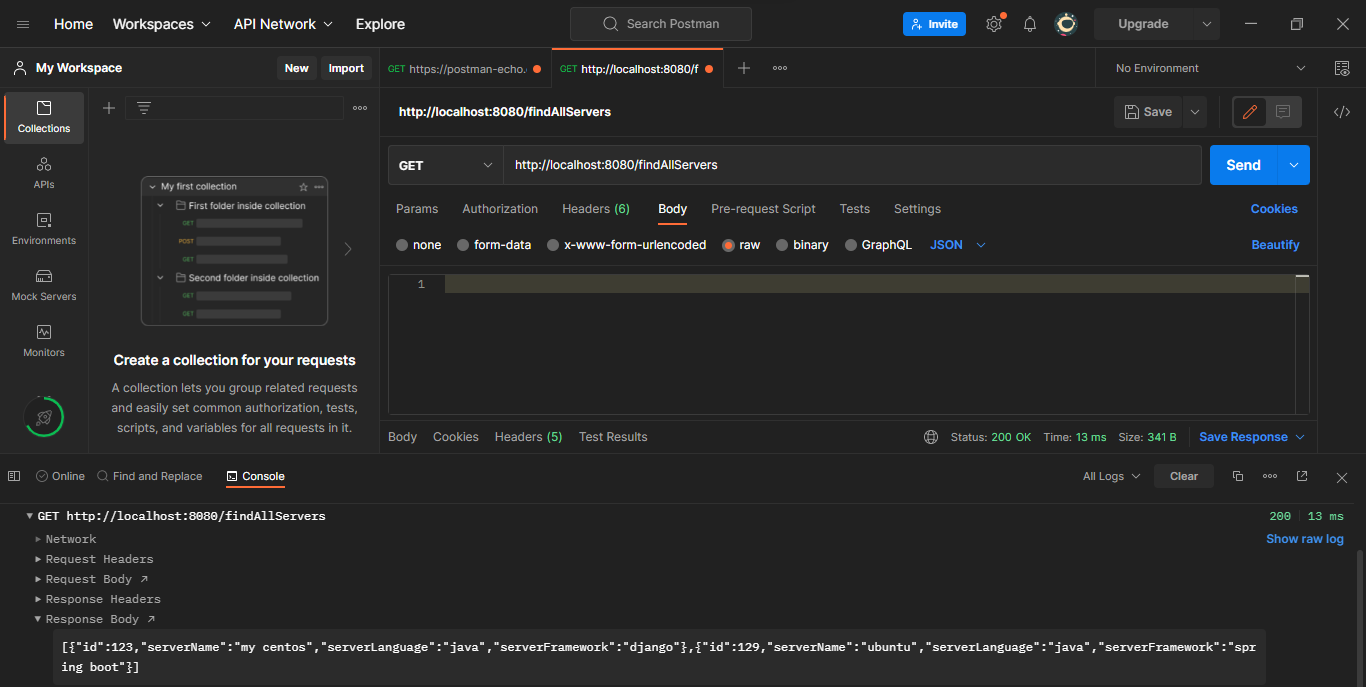 Home Workspaces API Network Explore Search Postman Invite Upgrade
My Workspace New Import GET https://postman-echo. GET http://localhost:8080/f No Environment
Collections
APIs
Environments
Mock Servers
Monitors
My first collection
First folder inside collection
GET
POST
GET
Second folder inside collection
GET
GET
Create a collection for your requests
A collection lets you group related requests
and easily set common authorization, tests,
scripts, and variables for all requests in it.
http://localhost:8080/findAllServers Save
GET http://localhost:8080/findAllServers Send
Params Authorization Headers (6) Body Pre-request Script Tests Settings Cookies
none form-data x-www-form-urlencoded raw binary GraphQL JSON Beautify
1
Body Cookies Headers (5) Test Results Status: 200 OK Time: 13 ms Size: 341 B Save Response
Online Find and Replace Console All Logs Clear
GET http://localhost:8080/findAllServers 200 13 ms
Network Show raw log
Request Headers
Request Body
Response Headers
Response Body
[{"id":123,"serverName":"my centos","serverLanguage":"java","serverFramework":"django"},{"id":129,"serverName":"ubuntu","serverLanguage":"java","serverFramework":"spr
ing boot"}]